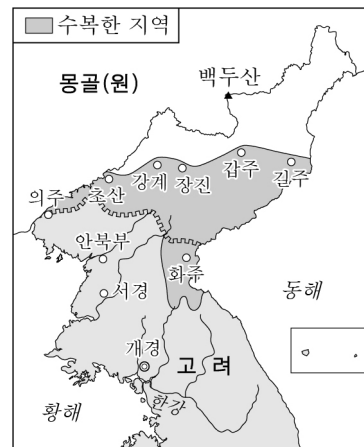 수복한 지역
몽골(원)
백두산
강계
장진
갑주
길주
초산
의주
안북부
화주
서경
동해
개경
고 려
한강
황해